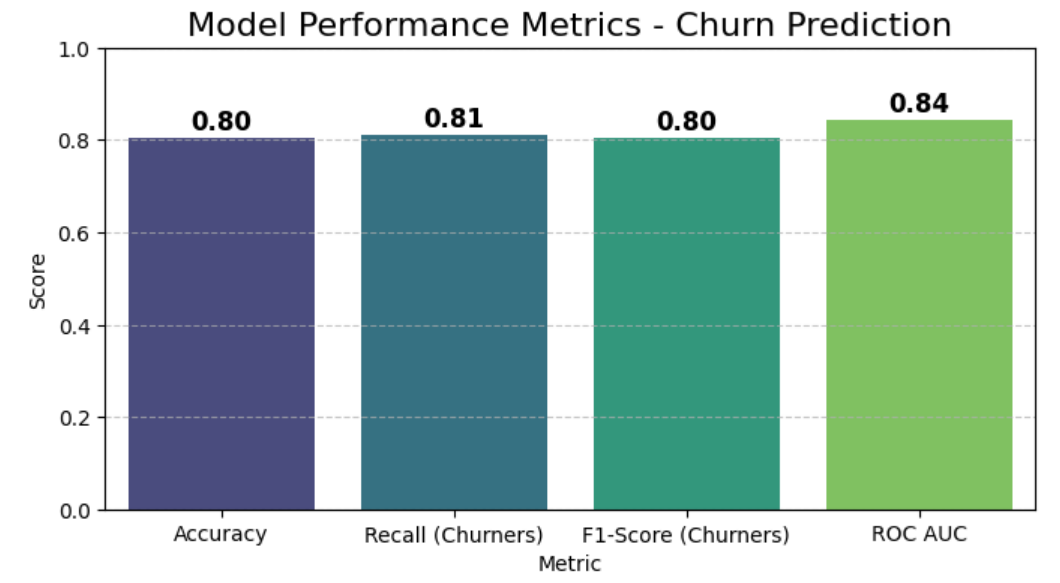 Model Performance Metrics - Churn Prediction
1.0
0.8
0.6
0.4
0.2
0.0
Score
0.80
0.81
0.80
0.84
Accuracy
Recall (Churners)
F1-Score (Churners)
ROC AUC
Metric